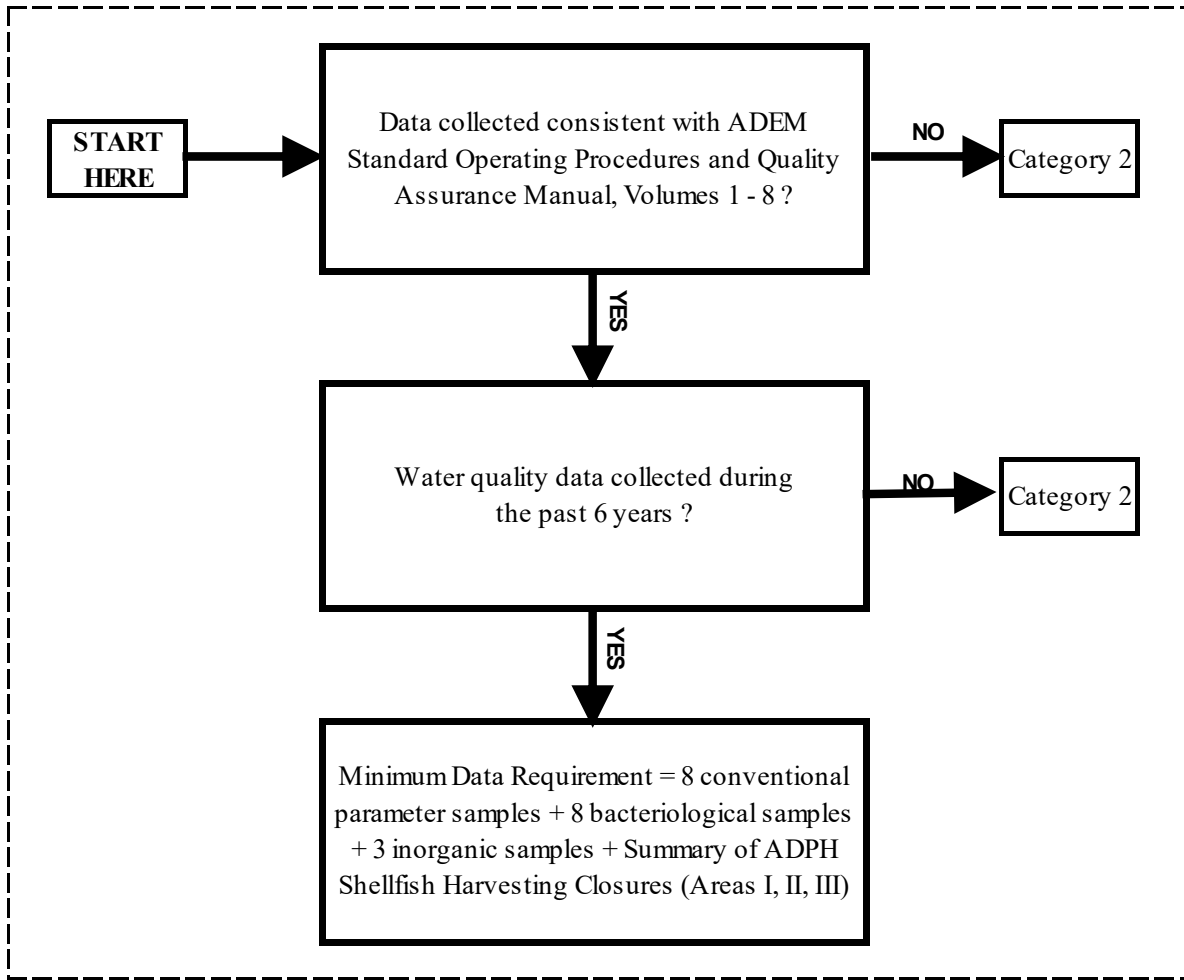 START
HERE
Data collected consistent with ADEM
Standard Operating Procedures and Quality
Assurance Manual, Volumes 1 - 8 ?
NO
Category 2
YES
Water quality data collected during
the past 6 years ?
NO
Category 2
YES
Minimum Data Requirement = 8 conventional
parameter samples + 8 bacteriological samples
+ 3 inorganic samples + Summary of ADPH
Shellfish Harvesting Closures (Areas I, II, III)